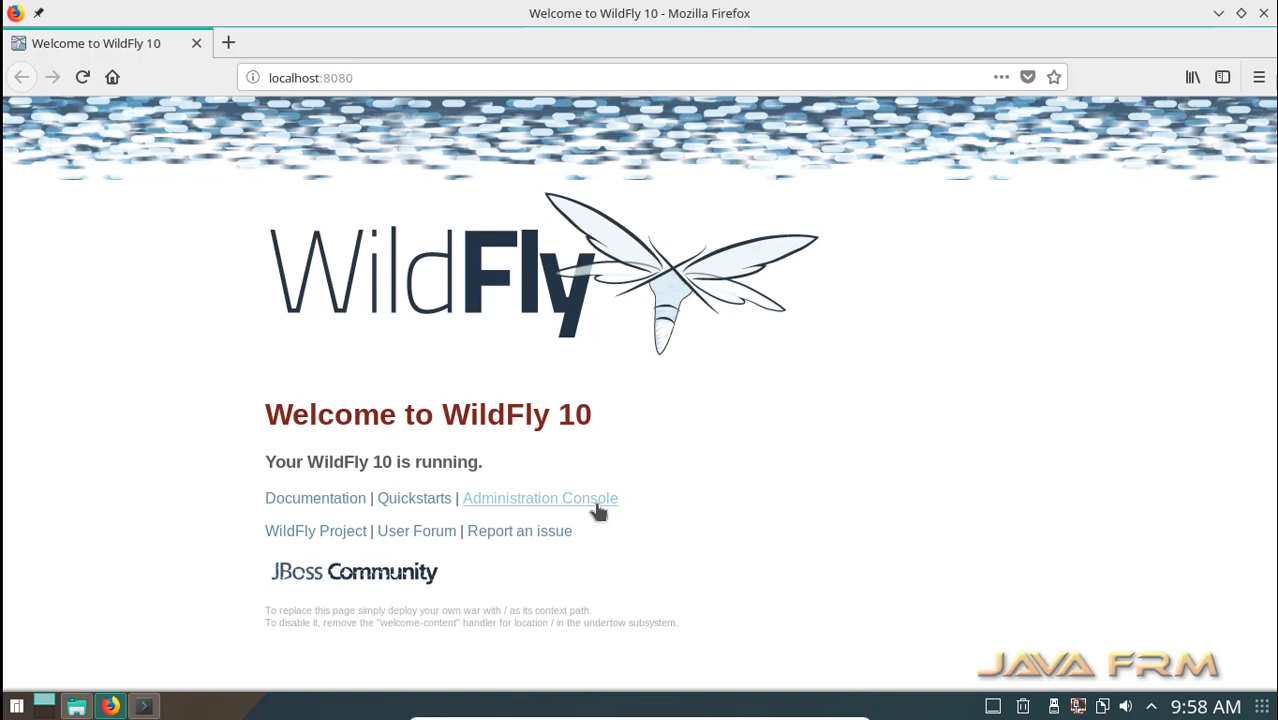 Welcome to WildFly 10 - Mozilla Firefox
Welcome to WildFly 10
localhost:8080
WildFly
Welcome to WildFly 10
Your WildFly 10 is running.
Documentation | Quickstarts | Administration Console
WildFly Project | User Forum | Report an issue
JBoss Community
To replace this page simply deploy your own war with / as its context path.
To disable it, remove the "welcome-content" handler for location / in the undertow subsystem.
JAVA FRM
9:58 AM